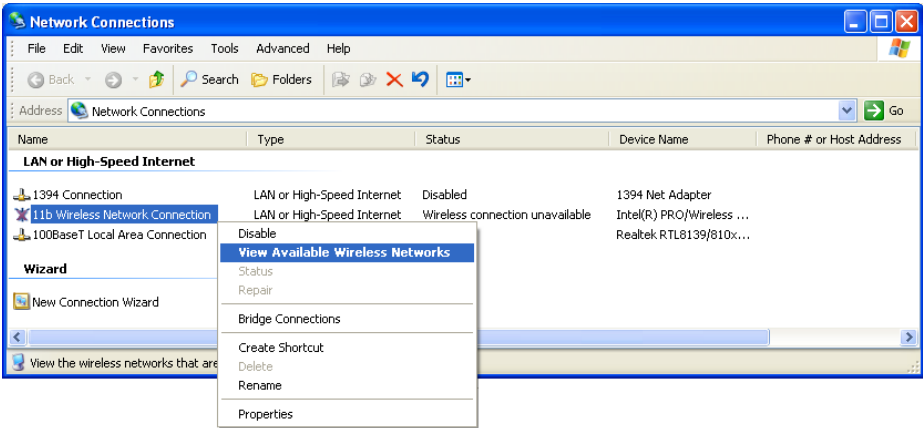 Network Connections
File Edit View Favorites Tools Advanced Help
Back Search Folders
Address Network Connections Go
Name Type Status Device Name Phone # or Host Address
LAN or High-Speed Internet
1394 Connection LAN or High-Speed Internet Disabled 1394 Net Adapter
11b Wireless Network Connection LAN or High-Speed Internet Wireless connection unavailable Intel(R) PRO/Wireless ...
100BaseT Local Area Connection Realtek RTL8139/810x...
Disable
View Available Wireless Networks
Status
Repair
Bridge Connections
Create Shortcut
Delete
Rename
Properties
Wizard
New Connection Wizard
View the wireless networks that are